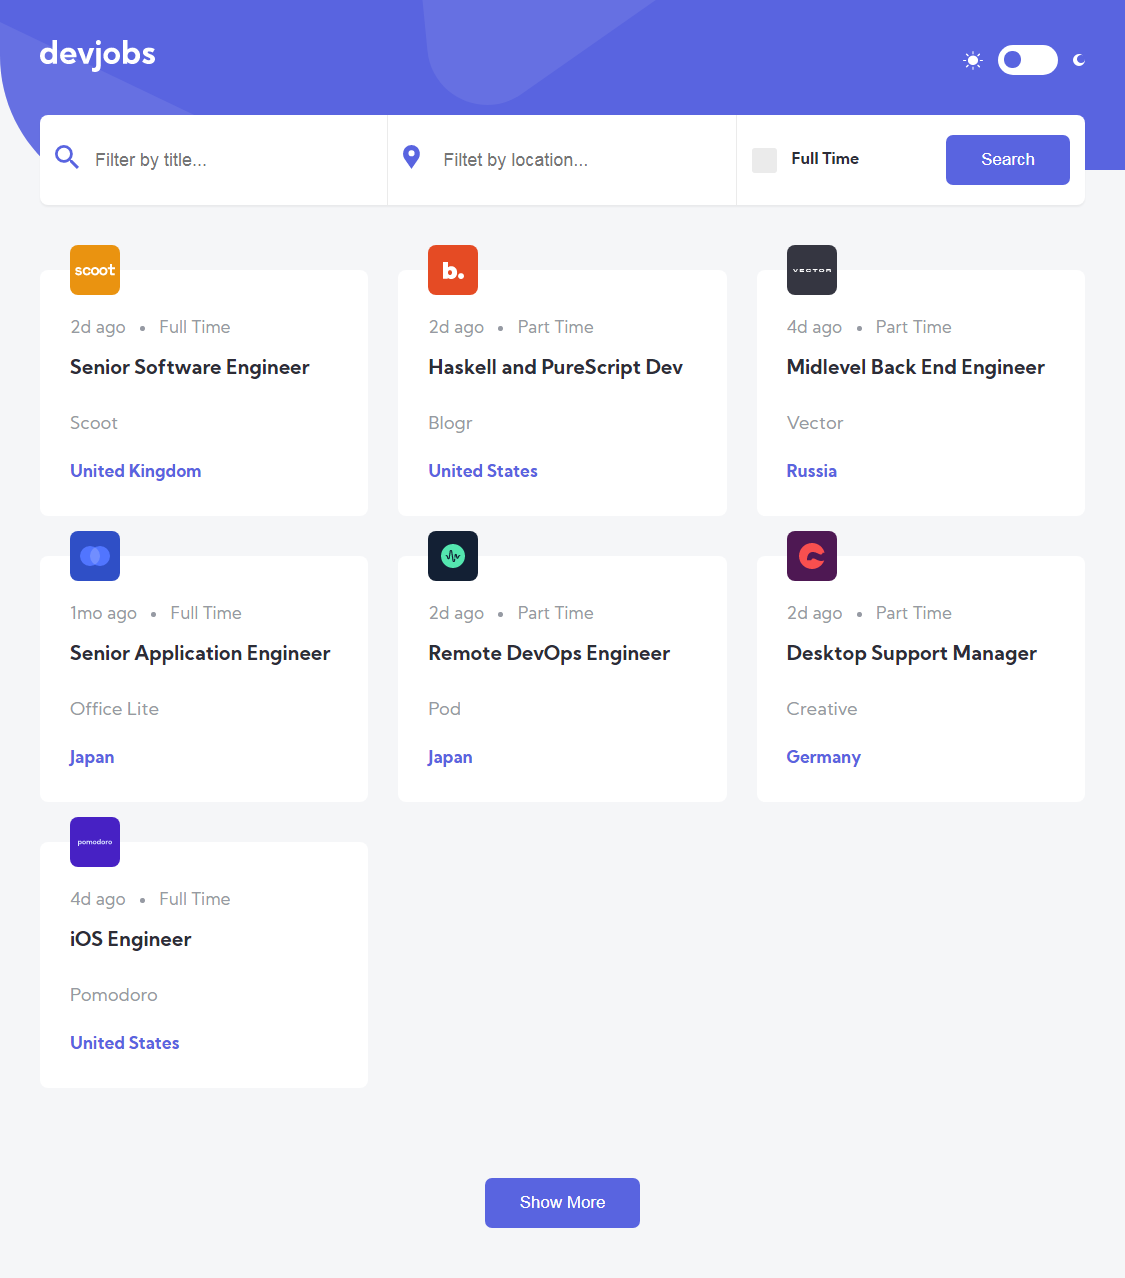 devjobs
Filter by title...
Filtet by location...
Full Time
Search
scoot
2d ago • Full Time
Senior Software Engineer
Scoot
United Kingdom
b.
2d ago • Part Time
Haskell and PureScript Dev
Blogr
United States
VECTOR
4d ago • Part Time
Midlevel Back End Engineer
Vector
Russia
1mo ago • Full Time
Senior Application Engineer
Office Lite
Japan
2d ago • Part Time
Remote DevOps Engineer
Pod
Japan
2d ago • Part Time
Desktop Support Manager
Creative
Germany
pomodoro
4d ago • Full Time
iOS Engineer
Pomodoro
United States
Show More